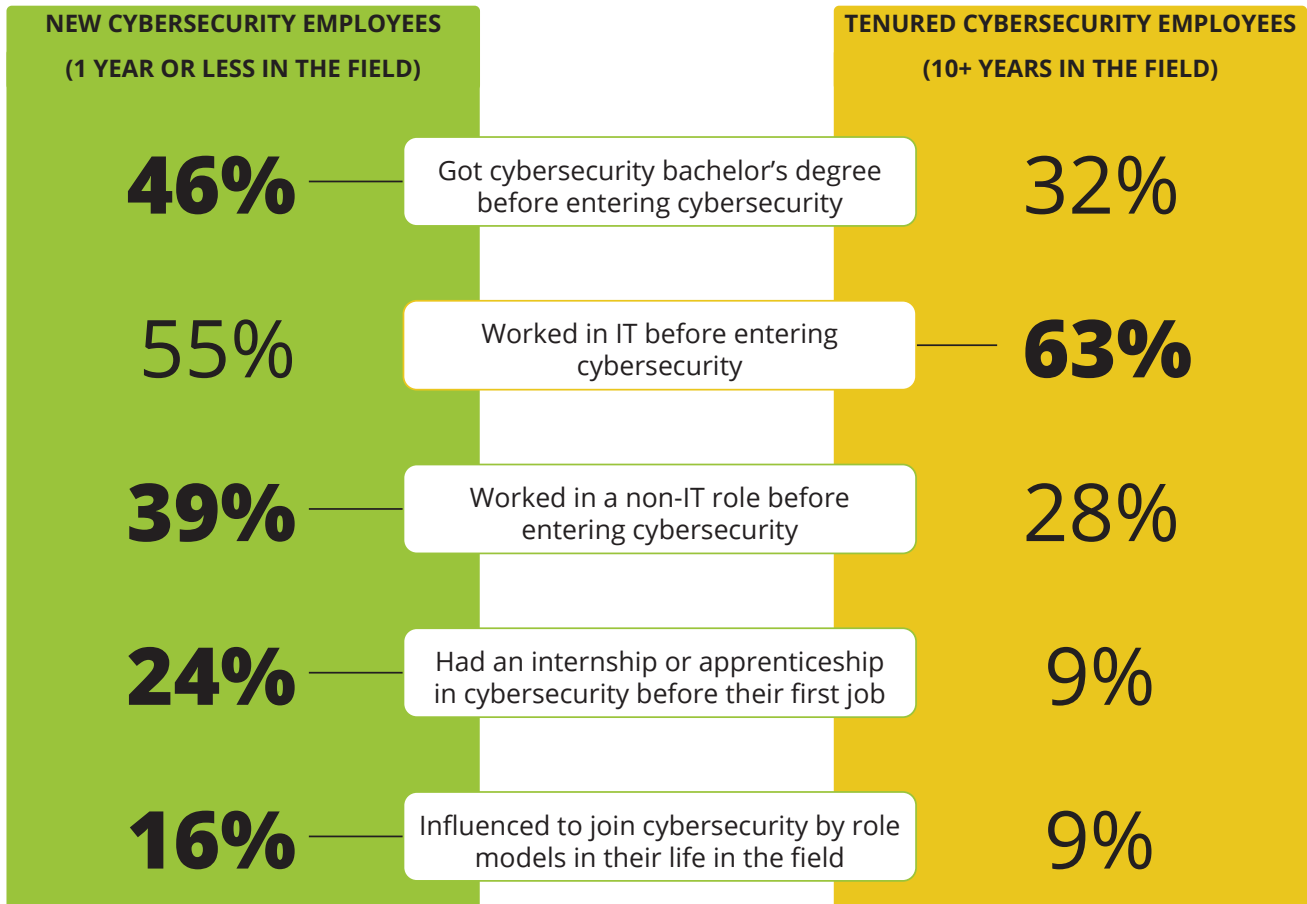 NEW CYBERSECURITY EMPLOYEES
(1 YEAR OR LESS IN THE FIELD)
TENURED CYBERSECURITY EMPLOYEES
(10+ YEARS IN THE FIELD)
46%
Got cybersecurity bachelor’s degree
before entering cybersecurity
32%
55%
Worked in IT before entering
cybersecurity
63%
39%
Worked in a non-IT role before
entering cybersecurity
28%
24%
Had an internship or apprenticeship
in cybersecurity before their first job
9%
16%
Influenced to join cybersecurity by role
models in their life in the field
9%